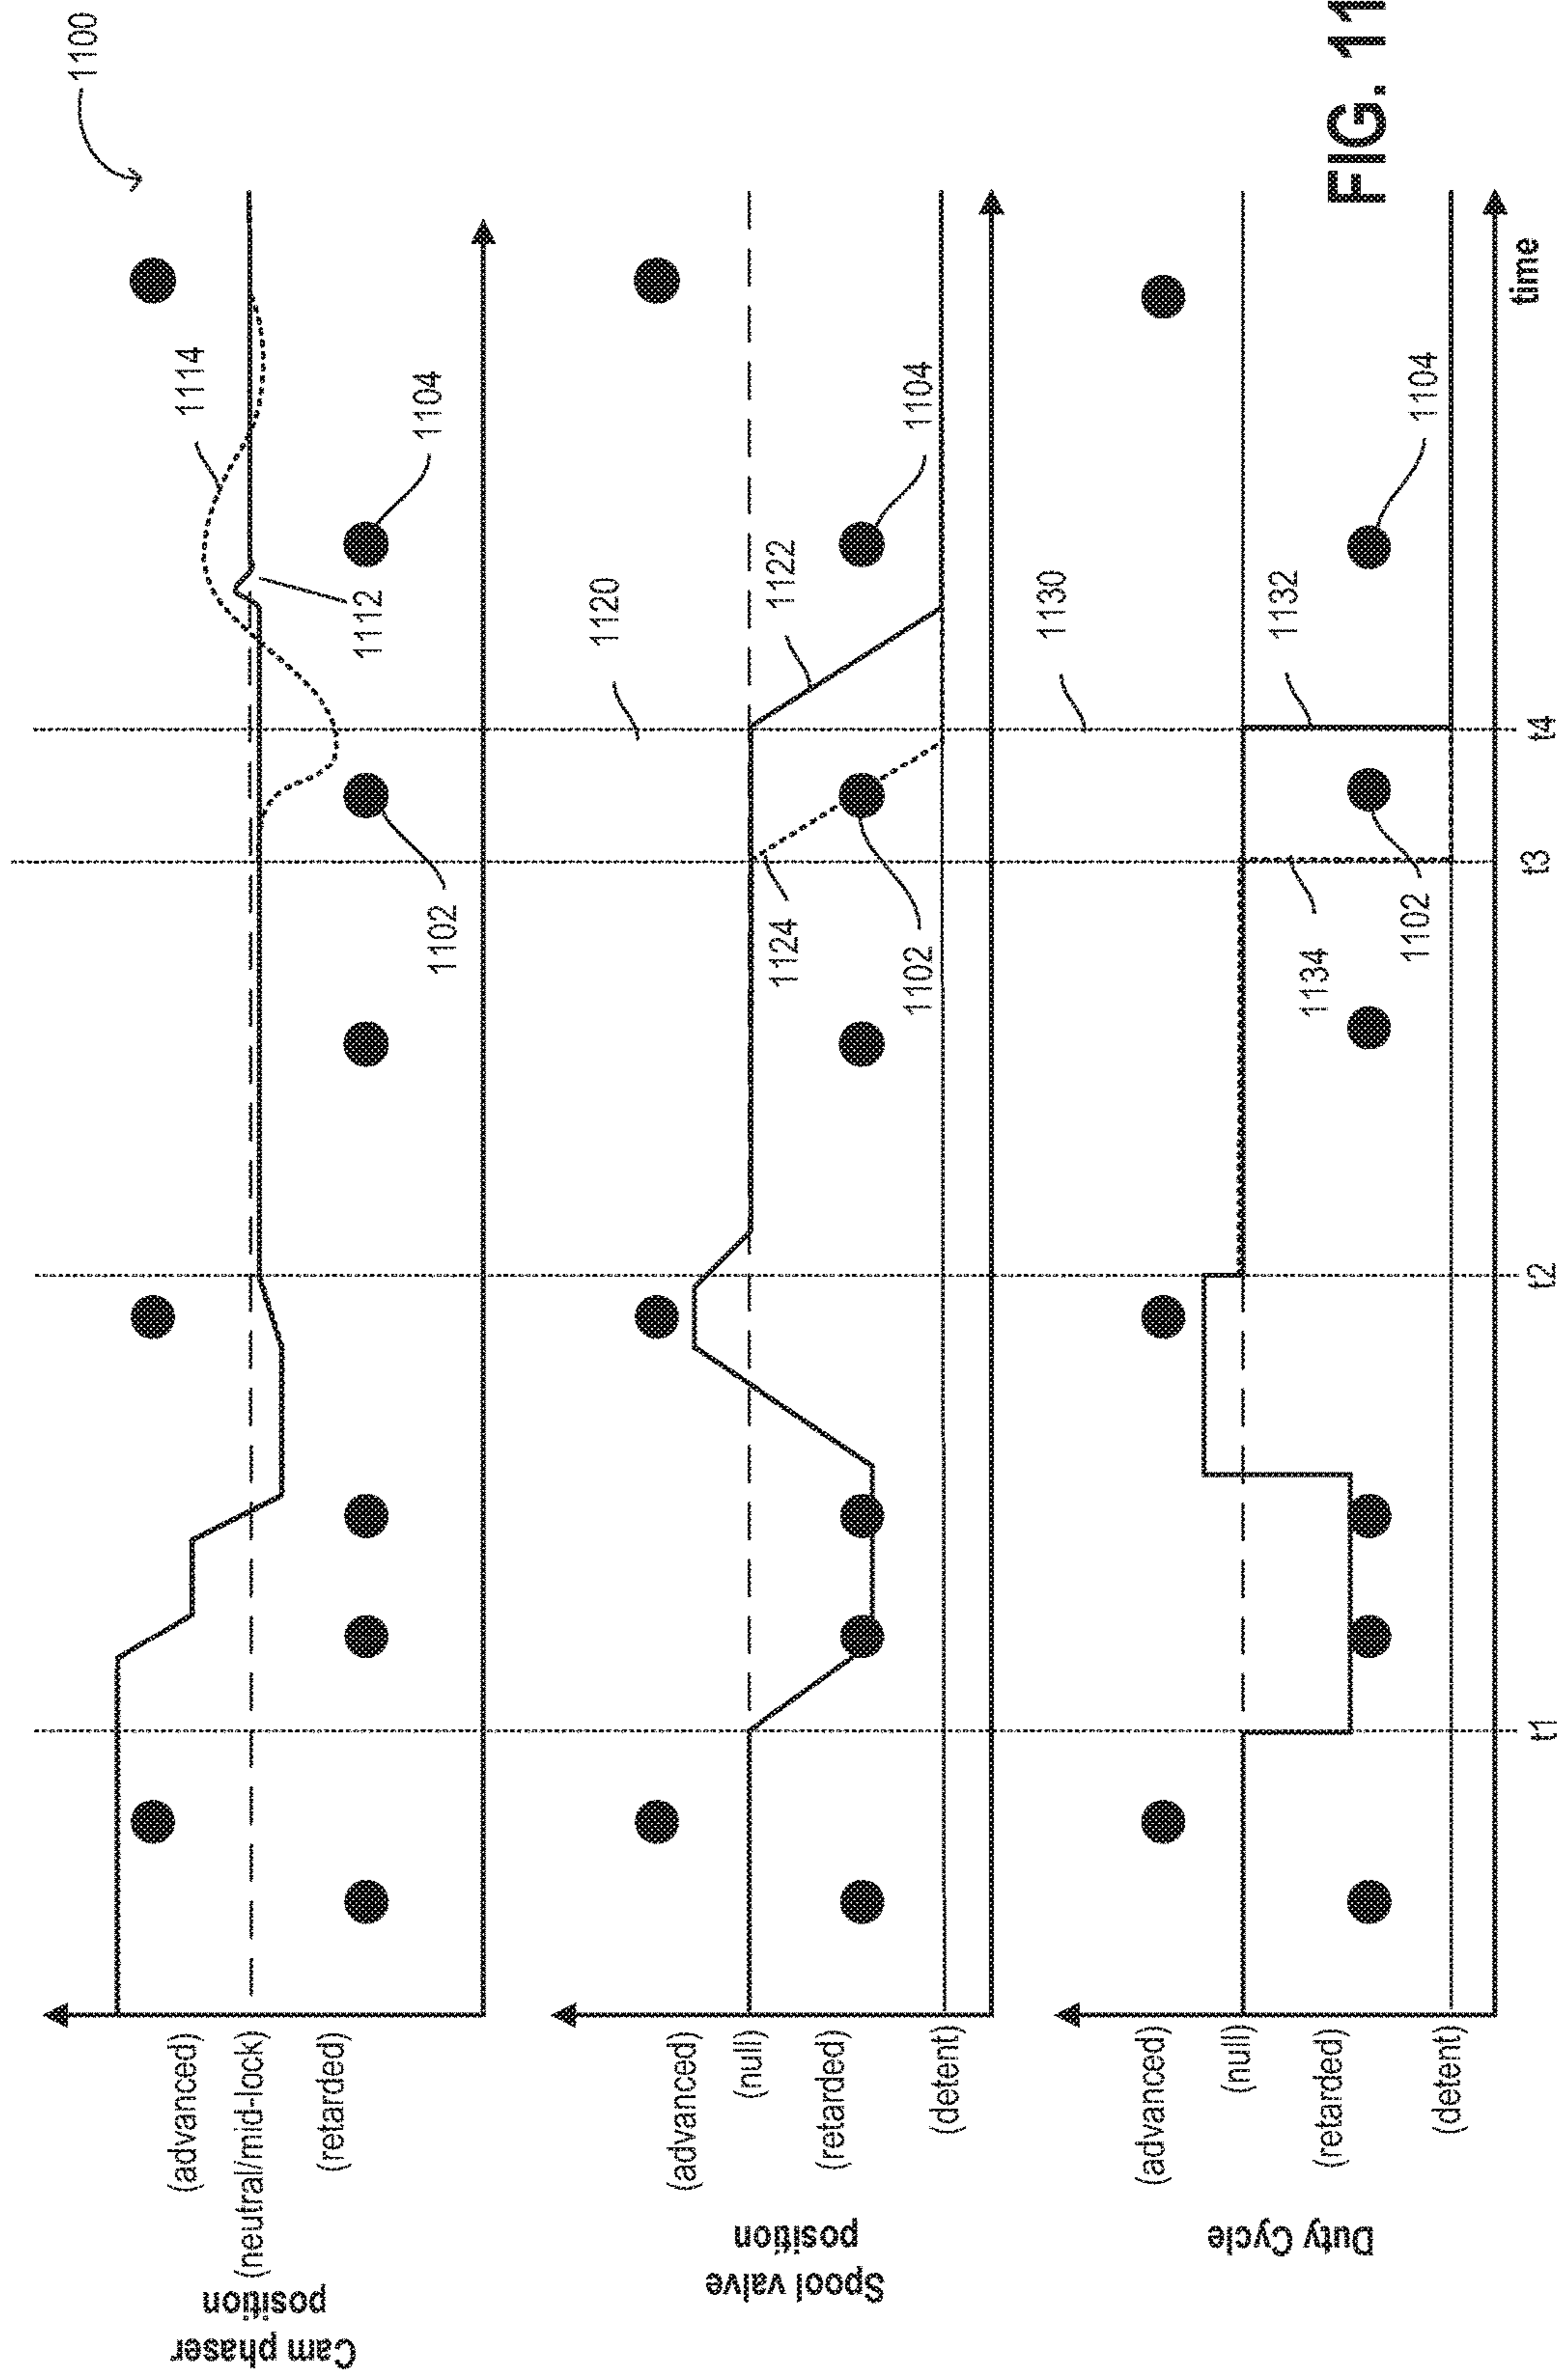 1100
Cam phaser
position
(advanced)
(neutral/mid-lock)
(retarded)
1114
1112
1104
1102
Spool valve
position
(advanced)
(null)
(retarded)
(detent)
1120
1122
1124
1104
1102
Duty Cycle
(advanced)
(null)
(retarded)
(detent)
1130
1132
1134
1104
1102
t1
t2
t3
t4
time
FIG. 11